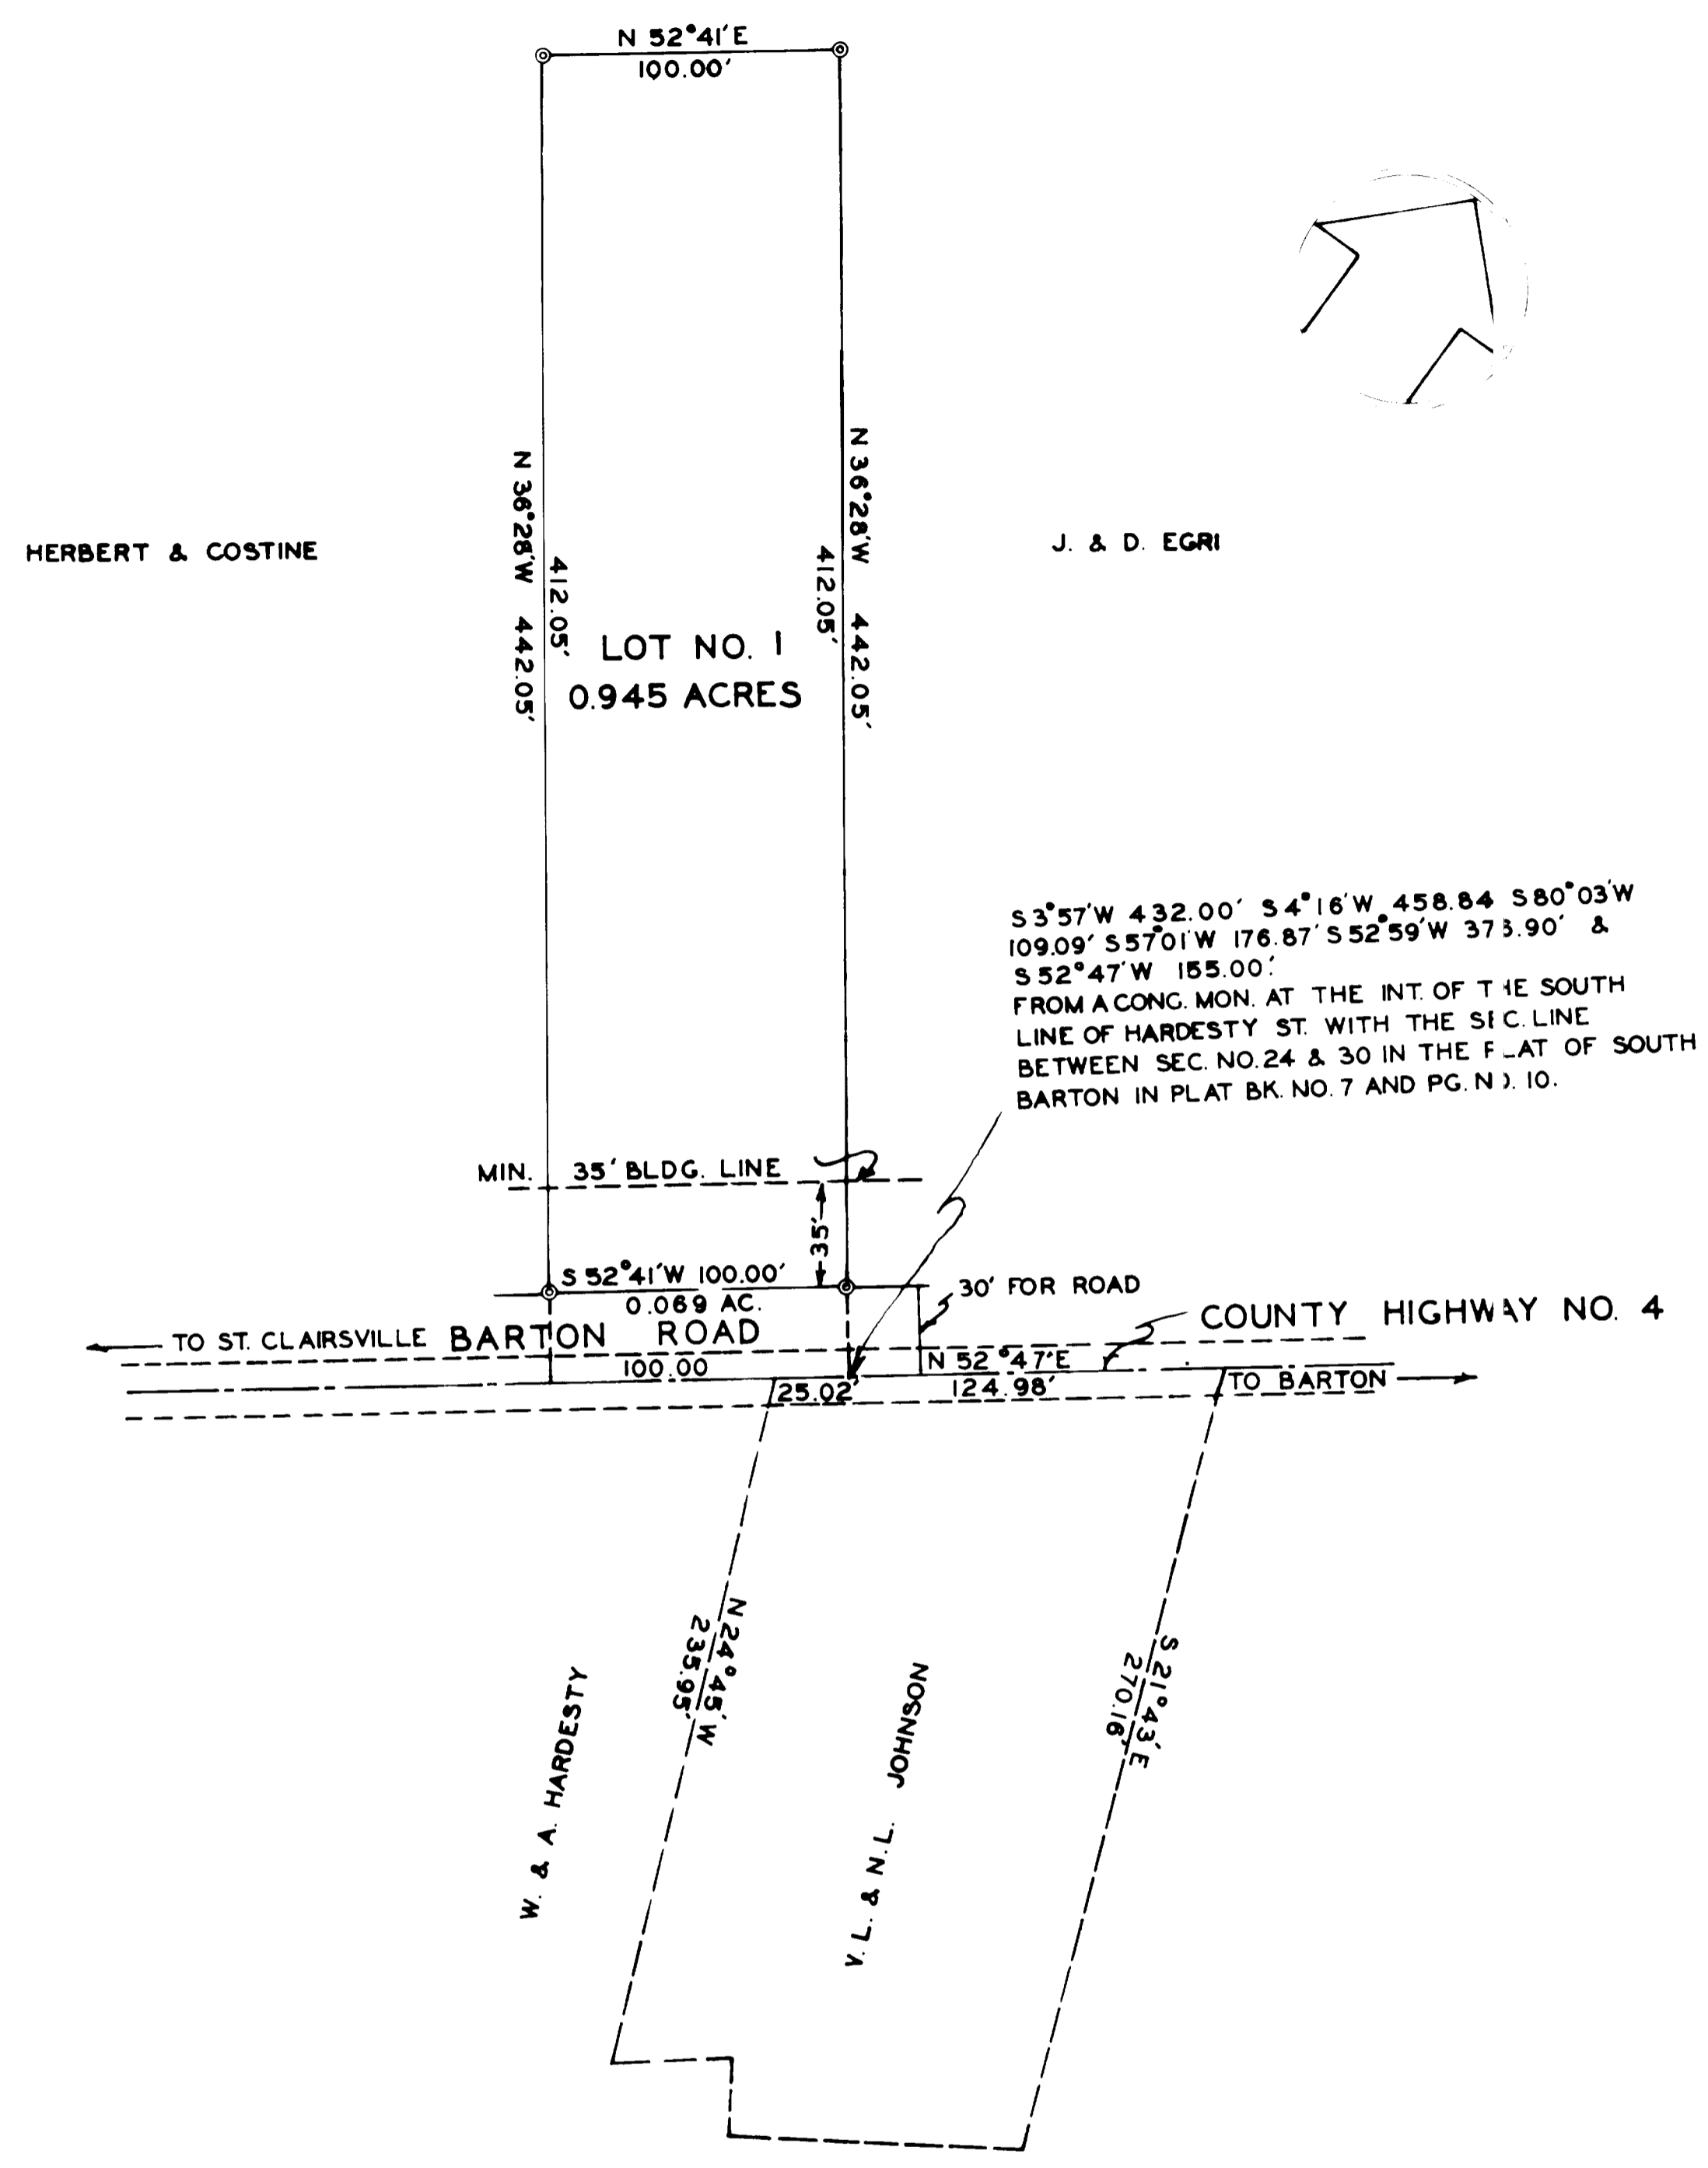 N 52°41'E
100.00'
N 36°28'W 442.05'
412.05'
412.05'
N 36°28'W 442.05'
HERBERT & COSTINE
J. & D. EGRI
LOT NO. 1
0.945 ACRES
S 3°57'W 432.00' S 4°16'W 458.84 S 80°03'W
109.09' S 57°01'W 176.87' S 52°59'W 373.90' &
S 52°47'W 155.00'
FROM A CONC. MON. AT THE INT. OF THE SOUTH
LINE OF HARDESTY ST. WITH THE SEC. LINE
BETWEEN SEC. NO. 24 & 30 IN THE PLAT OF SOUTH
BARTON IN PLAT BK. NO. 7 AND PG. NO. 10.
MIN. 35' BLDG. LINE
35'
S 52°41'W 100.00'
0.069 AC.
30' FOR ROAD
COUNTY HIGHWAY NO. 4
TO ST. CLAIRSVILLE BARTON ROAD
100.00
N 52°47'E
25.02'
124.98'
TO BARTON
N 24°45'W
235.95'
S 21°43'E
270.16'
W. & A. HARDESTY
V. L. & N. L. JOHNSON